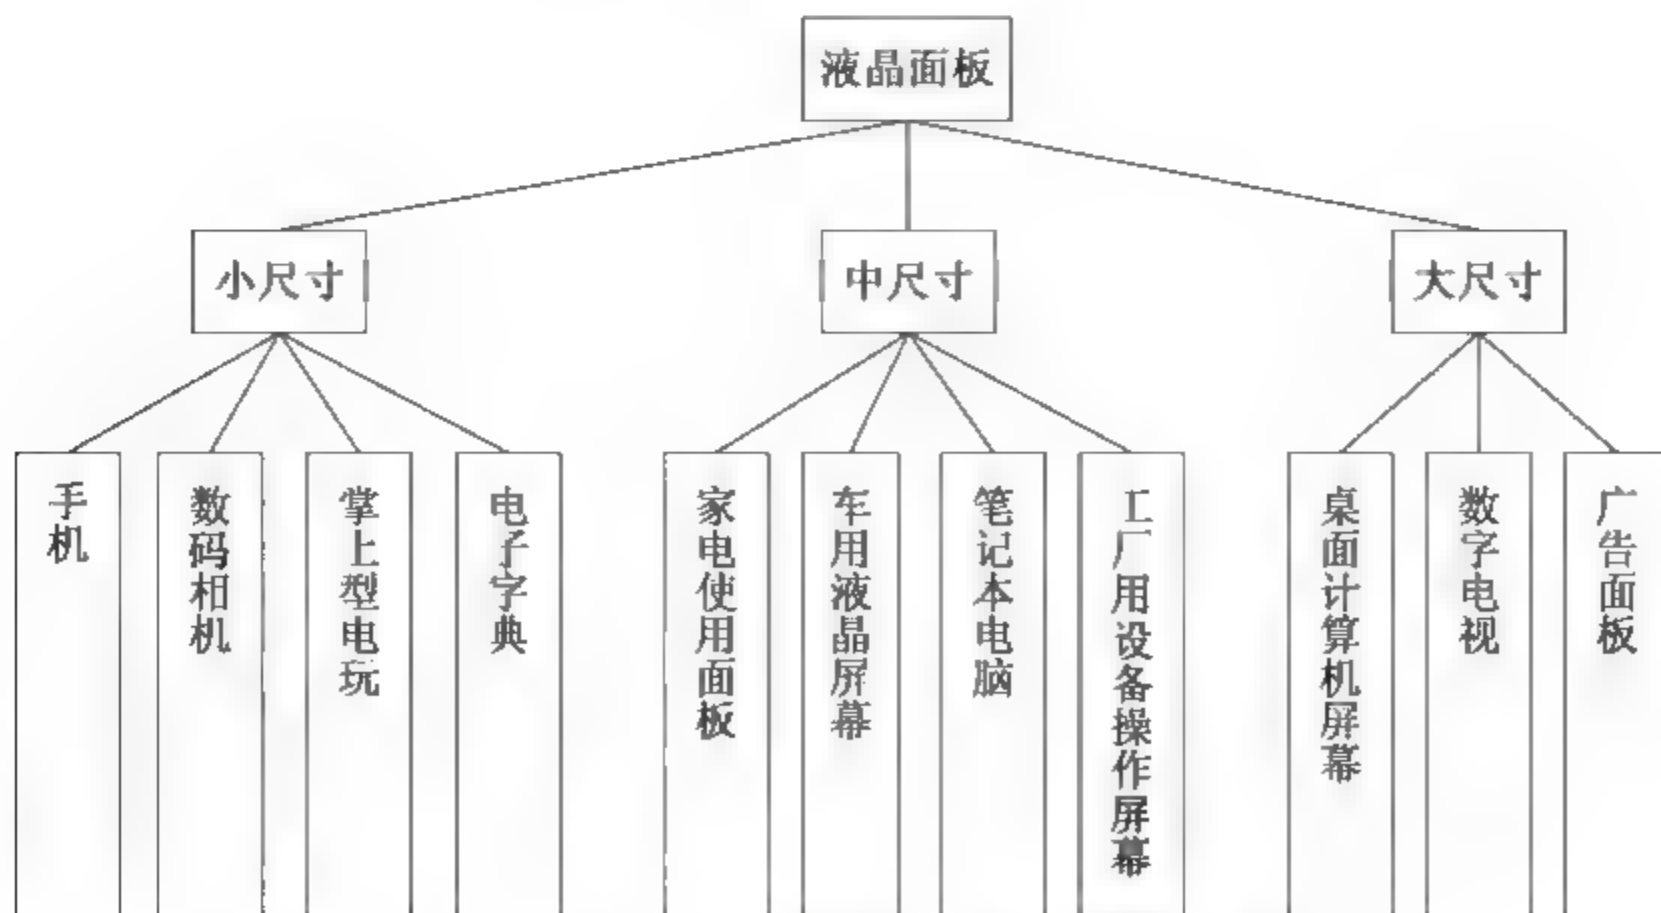 液晶面板
小尺寸
中尺寸
大尺寸
手机
数码相机
掌上型电玩
电子字典
家电使用面板
车用液晶屏幕
笔记本电脑
工厂用设备操作屏幕
桌面计算机屏幕
数字电视
广告面板